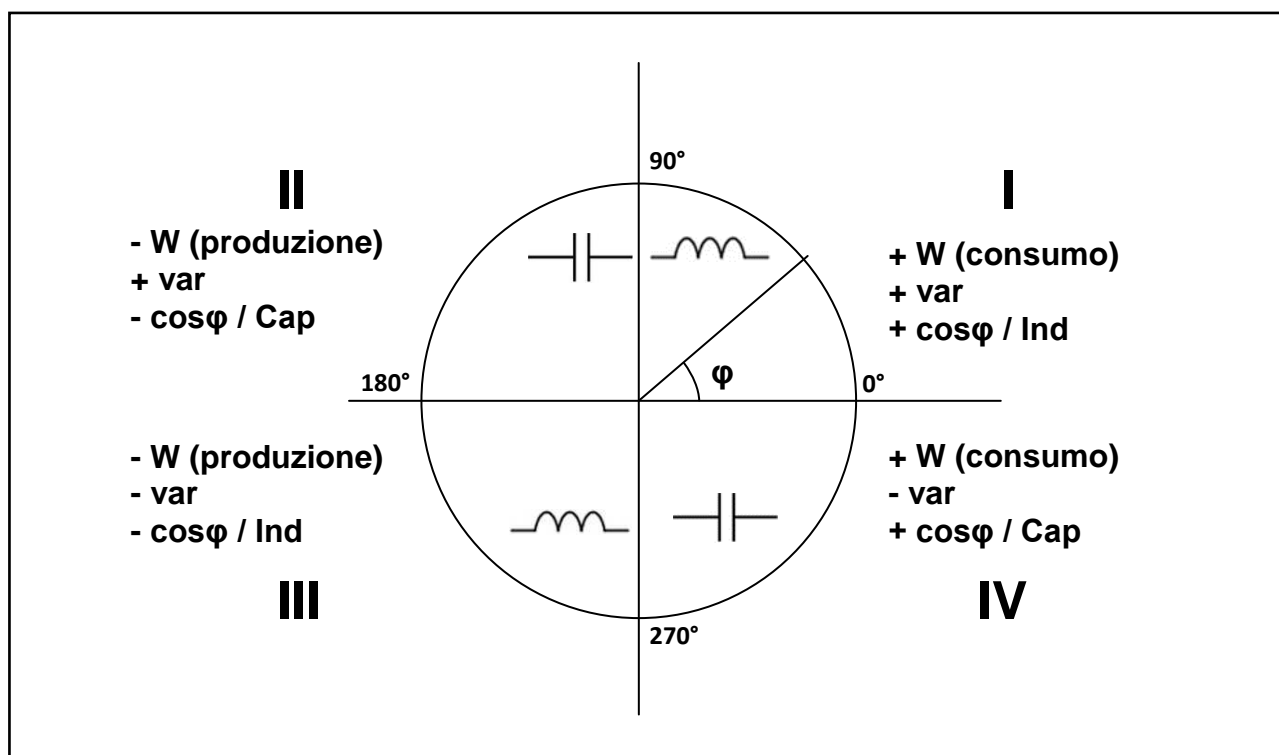 90°
II
- W (produzione)
+ var
- cosφ / Cap
I
+ W (consumo)
+ var
+ cosφ / Ind
180°
φ
0°
- W (produzione)
- var
- cosφ / Ind
III
+ W (consumo)
- var
+ cosφ / Cap
IV
270°